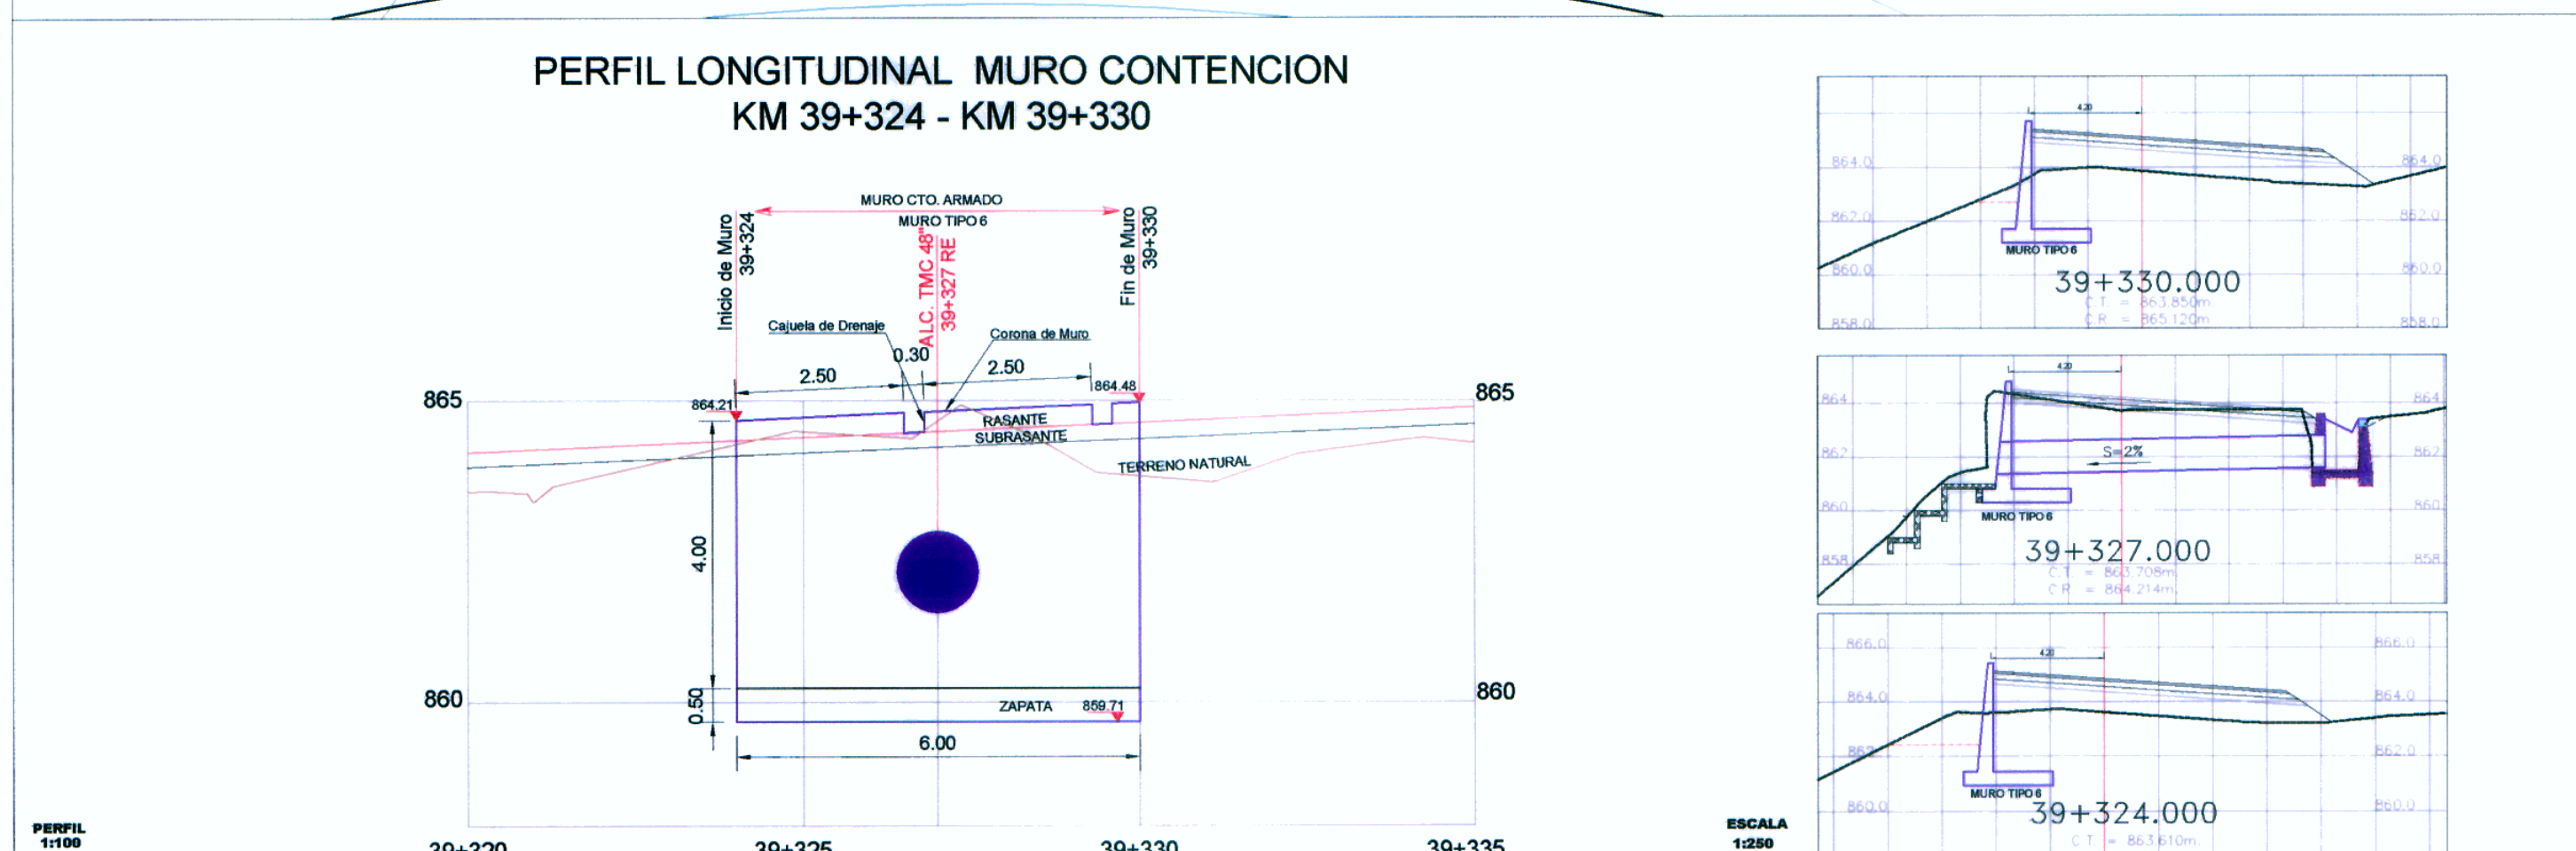 PERFIL LONGITUDINAL MURO CONTENCION
KM 39+324 - KM 39+330
MURO CTO. ARMADO
MURO TIPO 6
Inicio de Muro
39+324
ALC. TMC 48"
39+327 RE
Fin de Muro
39+330
Cajuela de Drenaje
Corona de Muro
0.30
2.50
2.50
864.21
864.48
865
865
RASANTE
SUBRASANTE
TERRENO NATURAL
4.00
0.50
860
860
ZAPATA
859.71
6.00
39+320
39+325
39+330
39+335
PERFIL
1:100
ESCALA
1:250
4.20
864.0
864.0
862.0
862.0
MURO TIPO 6
860.0
860.0
39+330.000
C.T. = 863.850m
C.R. = 865.120m
858.0
858.0
4.20
864
864
862
862
S=2%
860
860
MURO TIPO 6
39+327.000
858
858
C.T. = 863.708m
C.R. = 864.214m
866.0
866.0
4.20
864.0
864.0
862.0
862.0
MURO TIPO 6
860.0
860.0
39+324.000
C.T. = 863.610m.